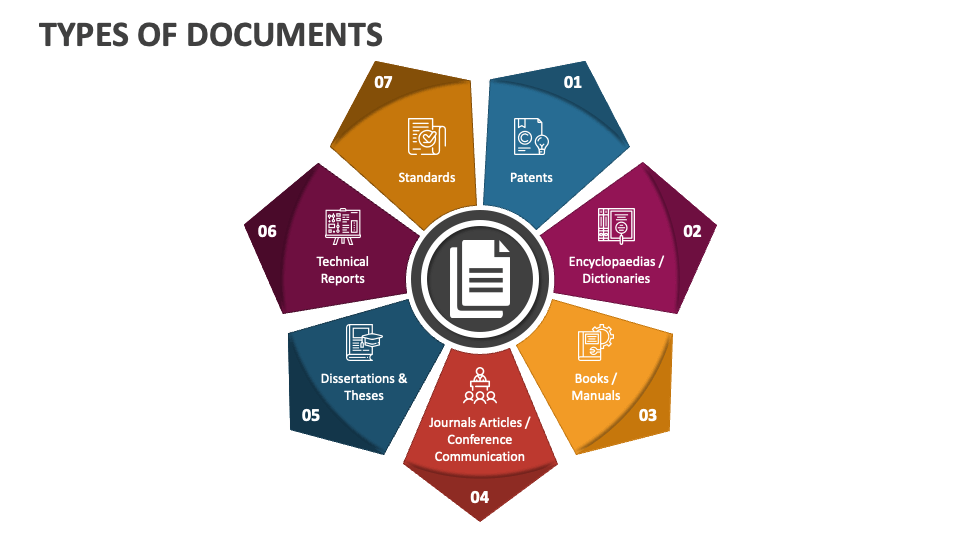 TYPES OF DOCUMENTS
01
Patents
02
Encyclopaedias /
Dictionaries
03
Books /
Manuals
04
Journals Articles /
Conference
Communication
05
Dissertations &
Theses
06
Technical
Reports
07
Standards